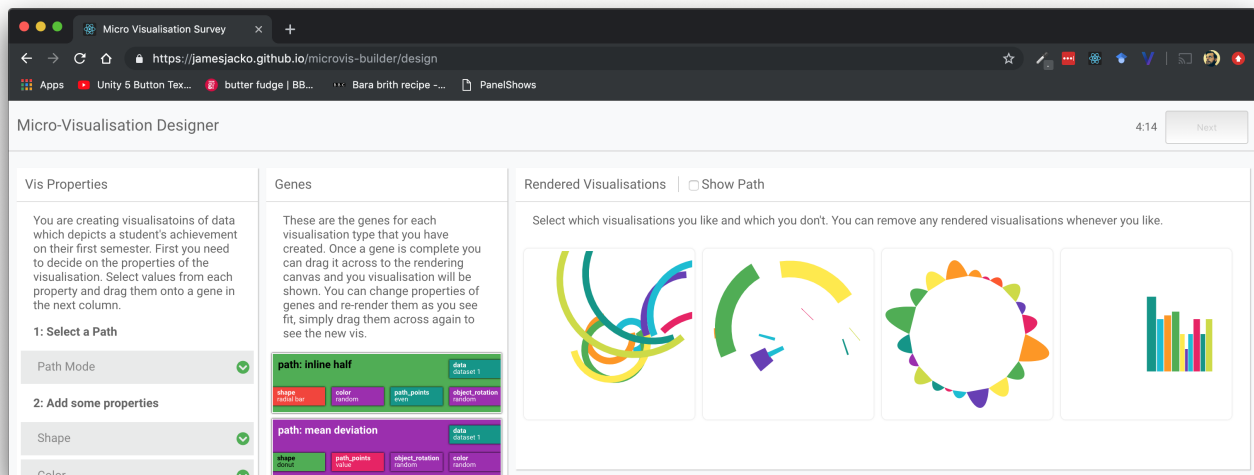 Micro Visualisation Survey
https://jamesjacko.github.io/microvis-builder/design
Apps
Unity 5 Button Tex...
butter fudge | BB...
Bara brith recipe -...
PanelShows
Micro-Visualisation Designer
4:14
Next
Vis Properties
You are creating visualisatoins of data
which depicts a student's achievement
on their first semester. First you need
to decide on the properties of the
visualisation. Select values from each
property and drag them onto a gene in
the next column.
1: Select a Path
Path Mode
2: Add some properties
Shape
Color
Genes
These are the genes for each
visualisation type that you have
created. Once a gene is complete you
can drag it across to the rendering
canvas and you visualisation will be
shown. You can change properties of
genes and re-render them as you see
fit, simply drag them across again to
see the new vis.
path: inline half
data
dataset 1
shape
radial bar
color
random
path_points
even
object_rotation
random
path: mean deviation
data
dataset 1
shape
donut
path_points
value
object_rotation
random
color
random
Rendered Visualisations
Show Path
Select which visualisations you like and which you don't. You can remove any rendered visualisations whenever you like.